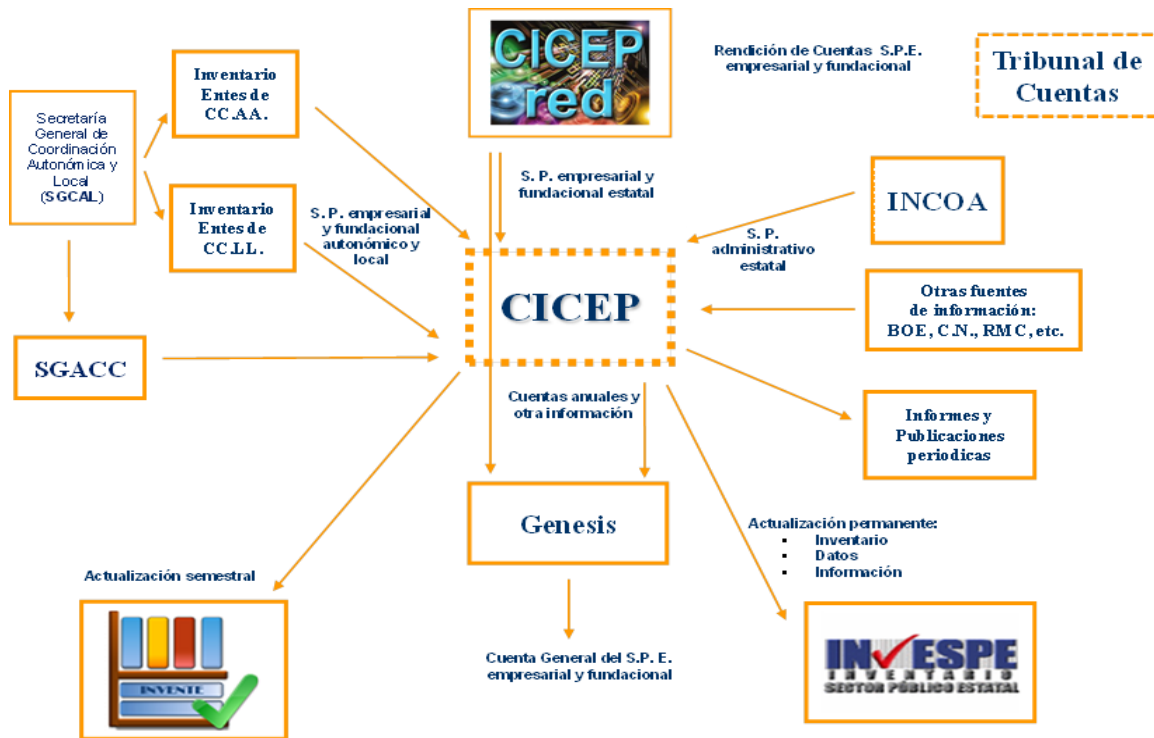 CICEP
red
Rendición de Cuentas S.P.E.
empresarial y fundacional
Tribunal de
Cuentas
Inventario
Entes de
CC.AA.
Secretaría
General de
Coordinación
Autonómica y
Local
(SGCAL)
Inventario
Entes de
CC.LL.
S. P. empresarial
y fundacional
autonómico y
local
S. P. empresarial y
fundacional estatal
INCOA
S. P.
administrativo
estatal
CICEP
Otras fuentes
de información:
BOE, C.N., RMC, etc.
SGACC
Cuentas anuales y
otra información
Informes y
Publicaciones
periodicas
Genesis
Actualización permanente:
▪ Inventario
▪ Datos
▪ Información
Actualización semestral
INVENTE
Cuenta General del S.P. E.
empresarial y fundacional
INVESPE
INVENTARIO
SECTOR PÚBLICO ESTATAL